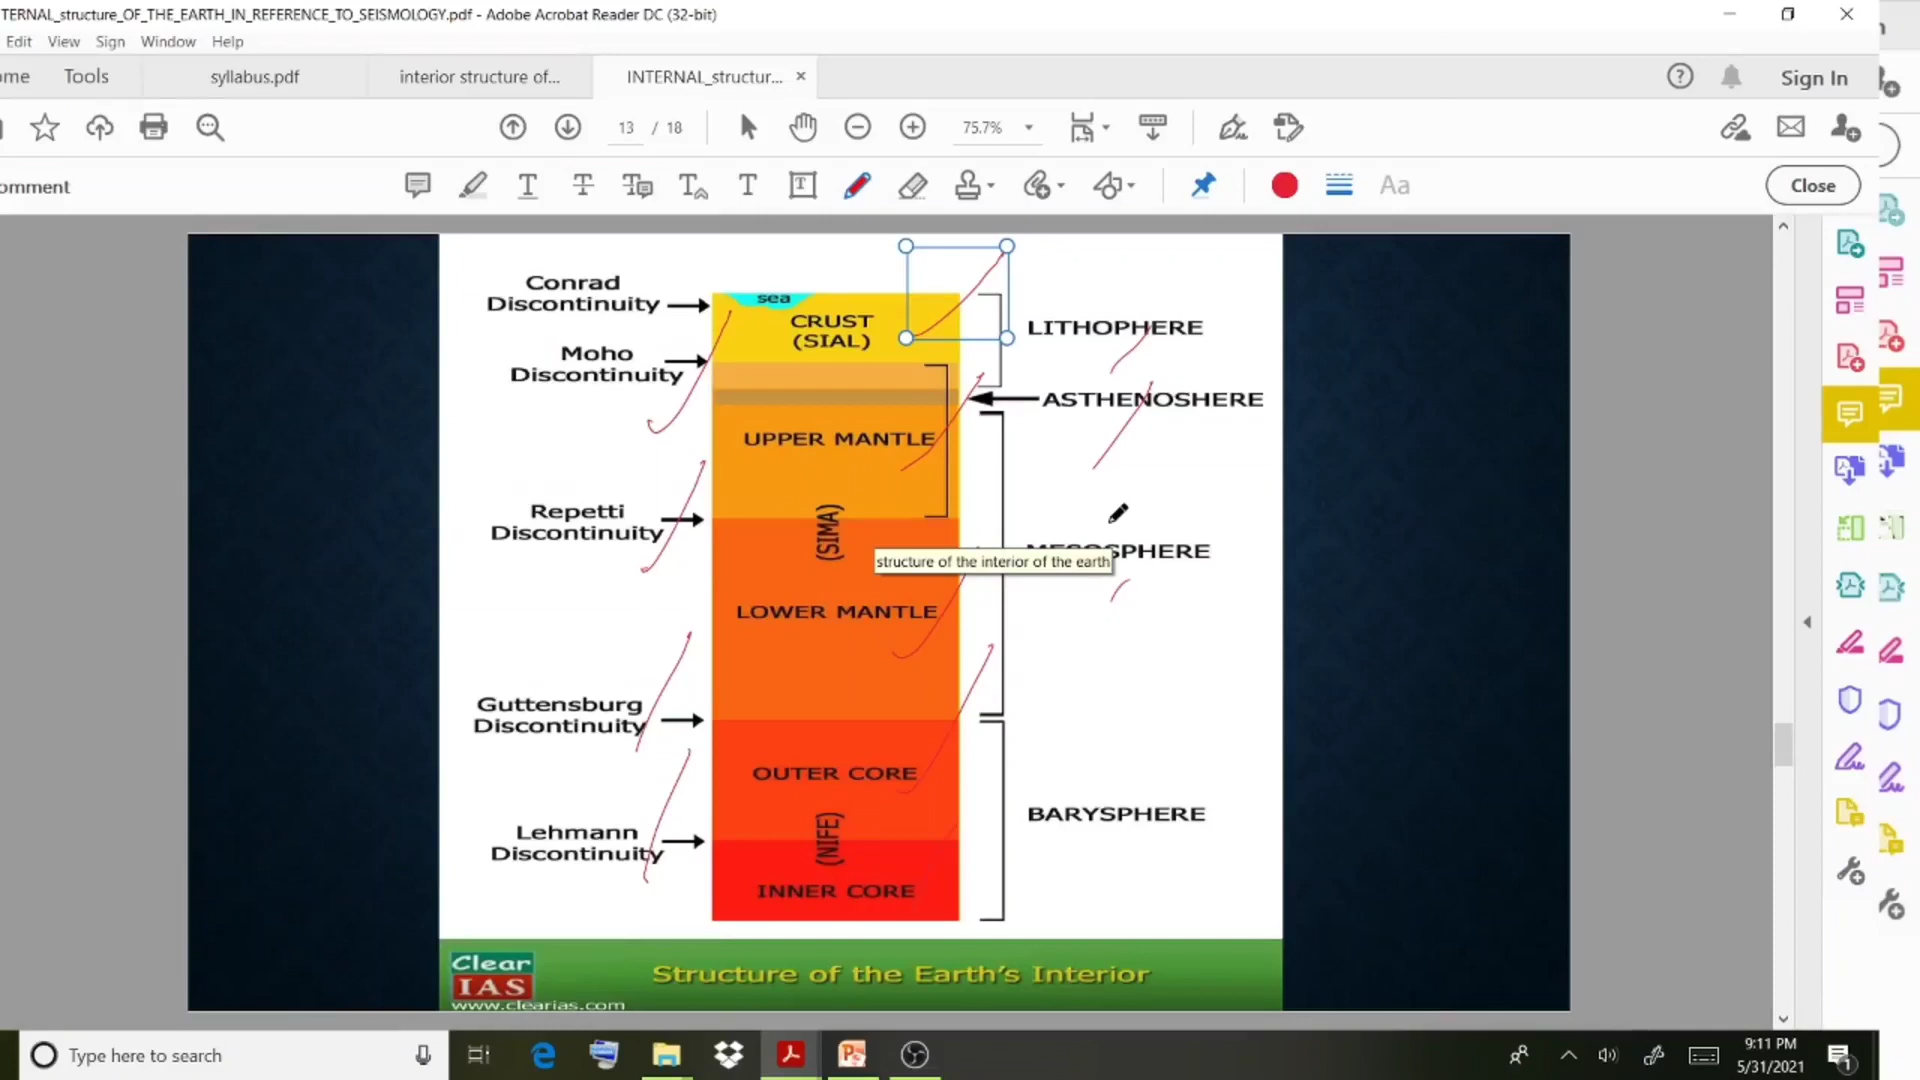 TERNAL_structure_OF_THE_EARTH_IN_REFERENCE_TO_SEISMOLOGY.pdf - Adobe Acrobat Reader DC (32-bit)
Edit View Sign Window Help
ome Tools syllabus.pdf interior structure of... INTERNAL_structur... Sign In
13 / 18 75.7%
omment Aa Close
Conrad
Discontinuity
sea
CRUST
(SIAL)
LITHOPHERE
Moho
Discontinuity
ASTHENOSHERE
UPPER MANTLE
Repetti
Discontinuity
(SIMA)
MESOSPHERE
structure of the interior of the earth
LOWER MANTLE
Guttensburg
Discontinuity
OUTER CORE
BARYSPHERE
Lehmann
Discontinuity
(NIFE)
INNER CORE
Clear
IAS
www.clearias.com
Structure of the Earth's Interior
Type here to search
9:11 PM
5/31/2021
1